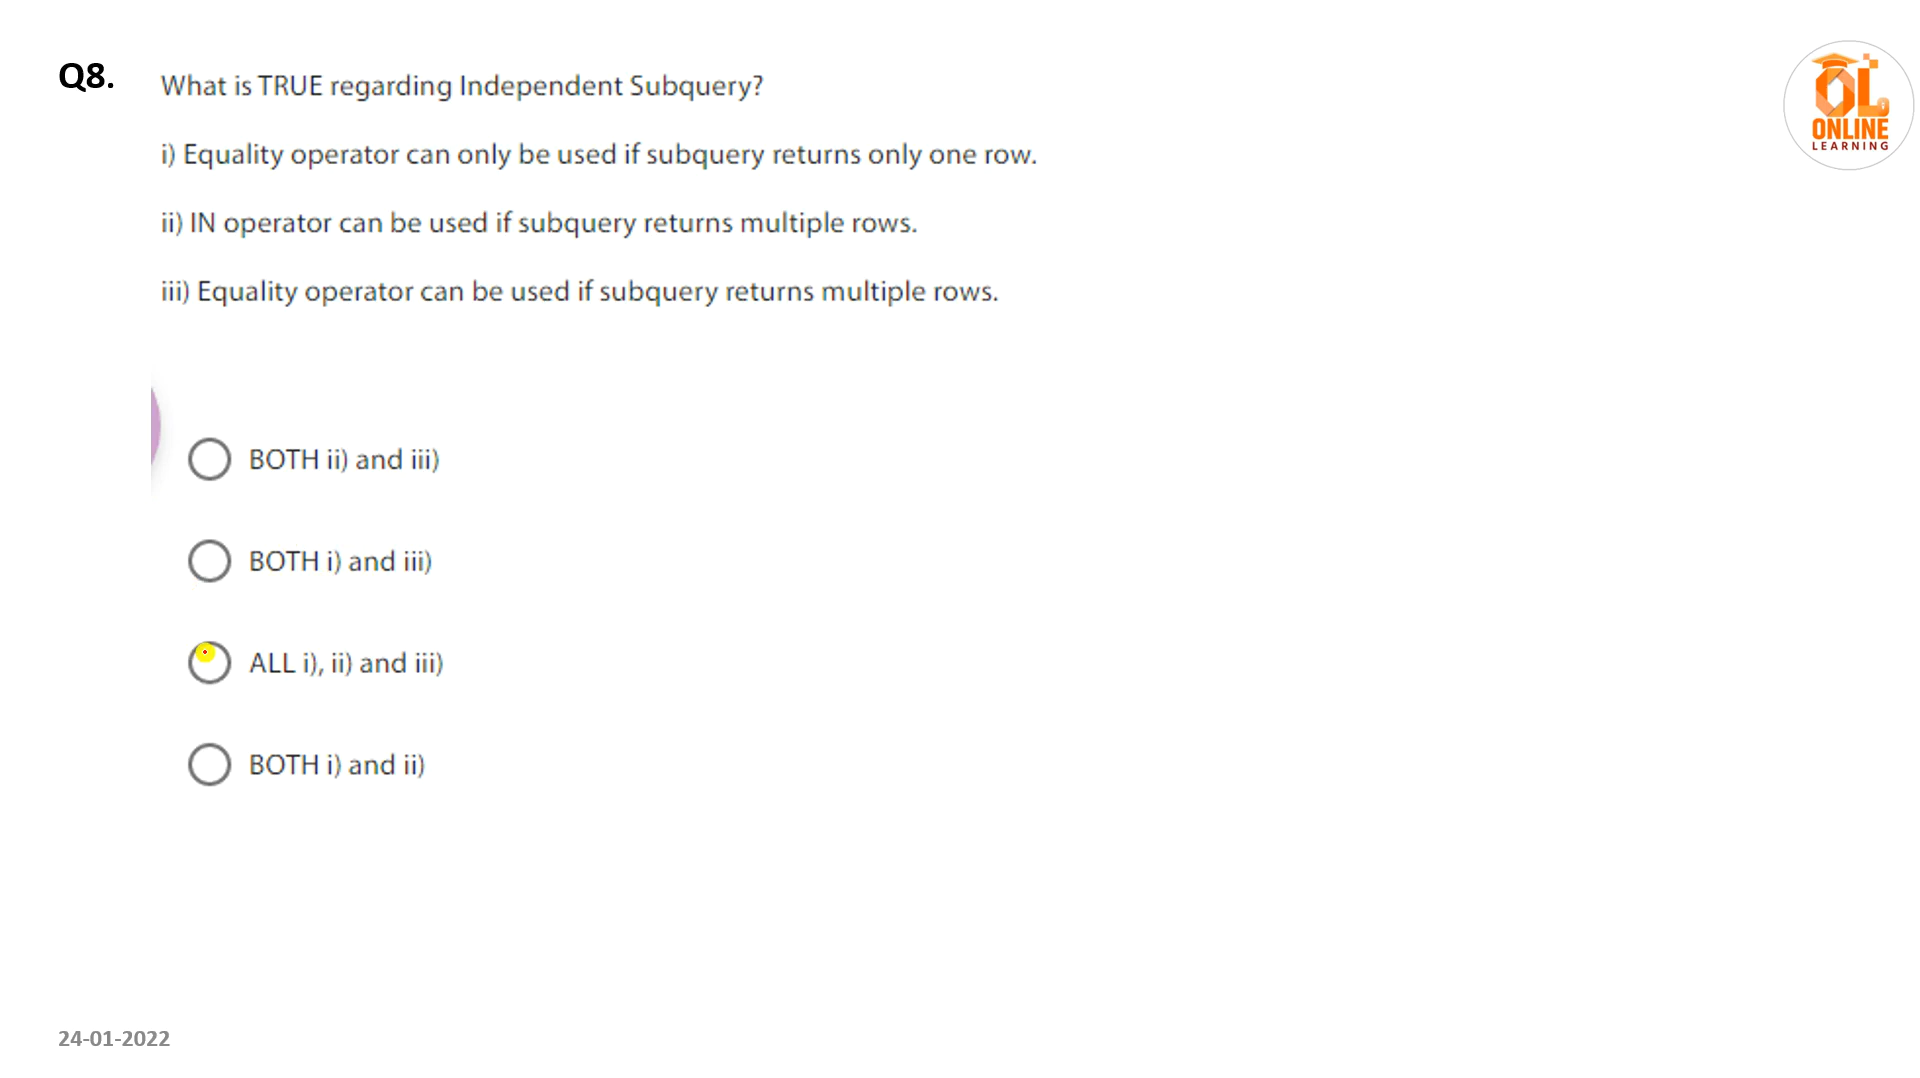 Q8.
What is TRUE regarding Independent Subquery?
i) Equality operator can only be used if subquery returns only one row.
ii) IN operator can be used if subquery returns multiple rows.
iii) Equality operator can be used if subquery returns multiple rows.
BOTH ii) and iii)
BOTH i) and iii)
ALL i), ii) and iii)
BOTH i) and ii)
OL
ONLINE
LEARNING
24-01-2022